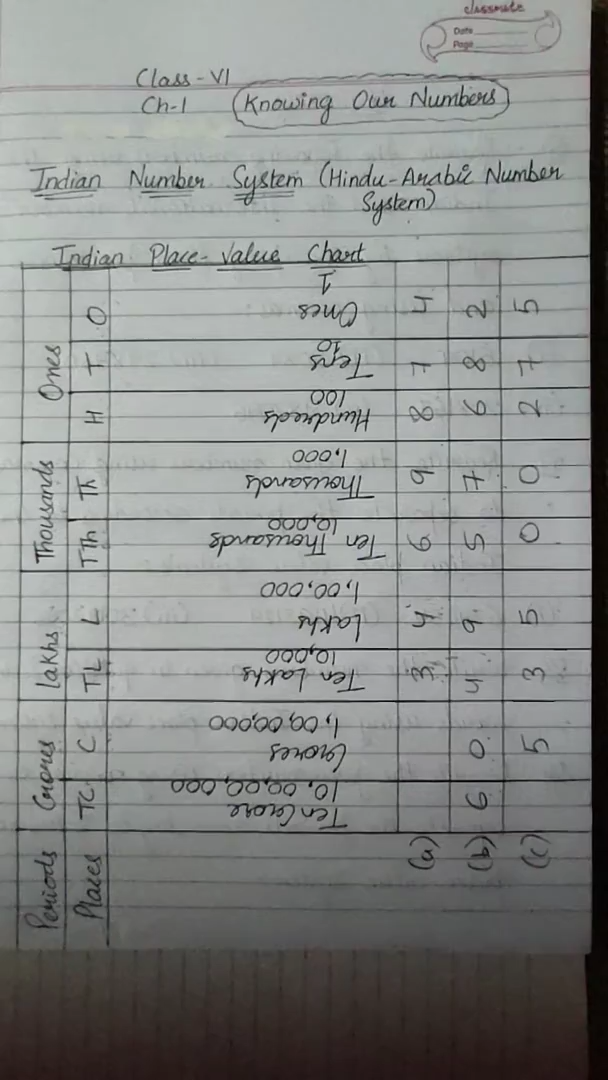 classmate
Date
Page
Class - VI
Ch-1 Knowing Our Numbers
Indian Number System (Hindu-Arabic Number
System)
Indian Place-Value Chart
Periods Crores Lakhs Thousands Ones
Places TC C TL L TTh Th H T O
Ten Crore 10,00,00,000 Crores 1,00,00,000 Ten Lakhs 10,000 Lakhs 1,00,000 Ten Thousands 10,000 Thousands 1,000 Hundreds 100 Tens 10 Ones 1
(a) 3 4 6 9 8 7 4
(b) 6 0 4 9 5 7 6 8 2
(c) 5 3 5 0 0 2 7 5